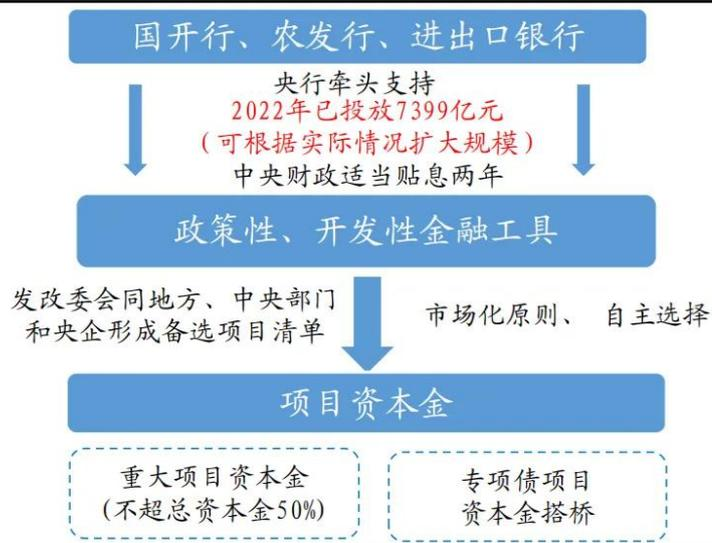 国开行、农发行、进出口银行
央行牵头支持
2022年已投放7399亿元
（可根据实际情况扩大规模）
中央财政适当贴息两年
政策性、开发性金融工具
发改委会同地方、中央部门
和央企形成备选项目清单
市场化原则、 自主选择
项目资本金
重大项目资本金
(不超总资本金50%)
专项债项目
资本金搭桥